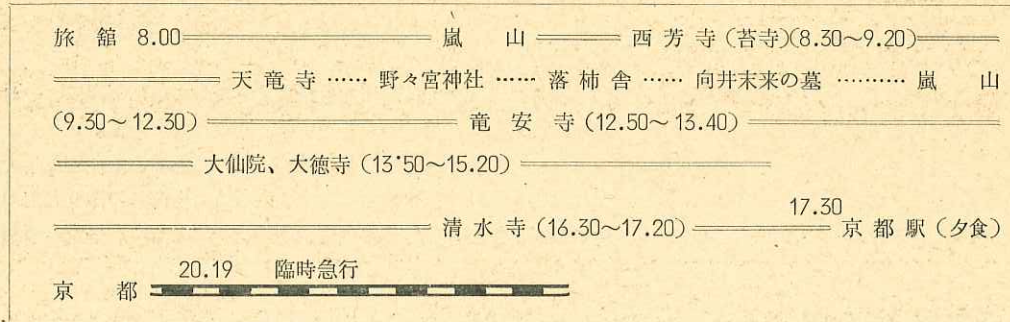 旅舘 8.00 嵐山 西芳寺(苔寺)(8.30～9.20)
天竜寺……野々宮神社……落柿舎……向井末来の墓………嵐山
(9.30～12.30) 竜安寺(12.50～13.40)
大仙院、大徳寺(13･50～15.20)
17.30
清水寺(16.30～17.20) 京都駅(夕食)
20.19 臨時急行
京都